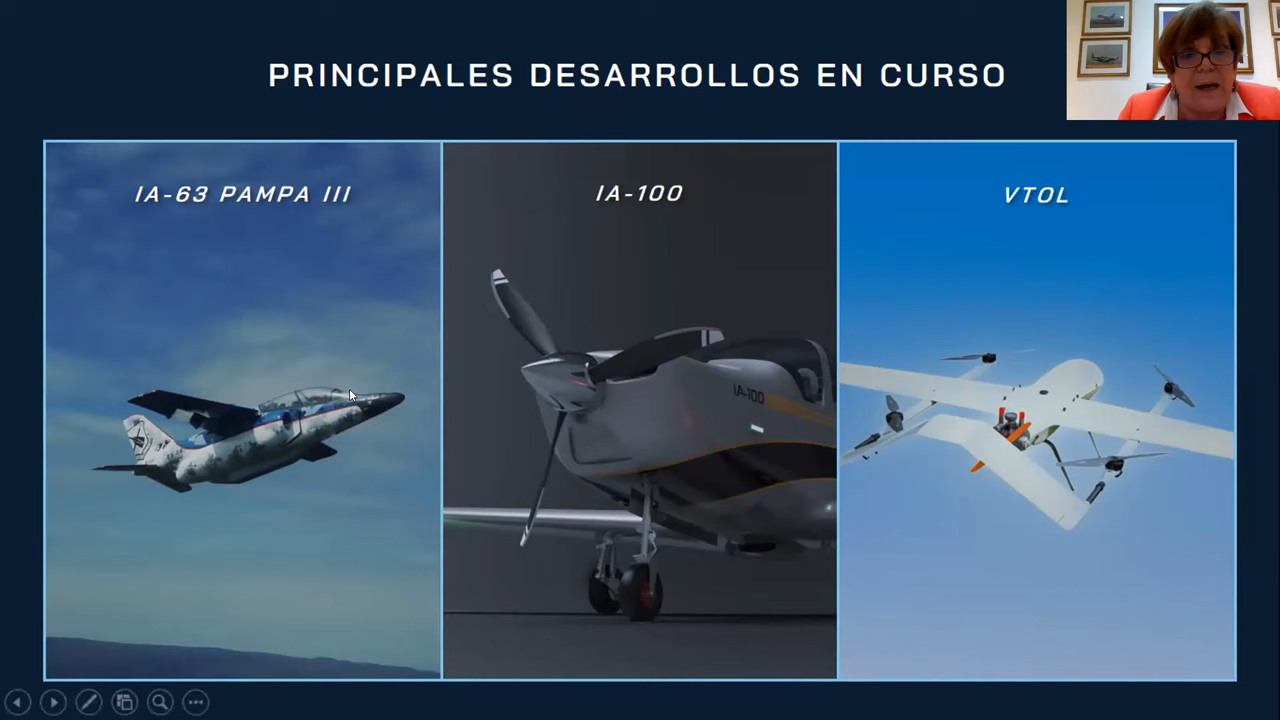 PRINCIPALES DESARROLLOS EN CURSO
IA-63 PAMPA III
IA-100
VTOL
IA-100